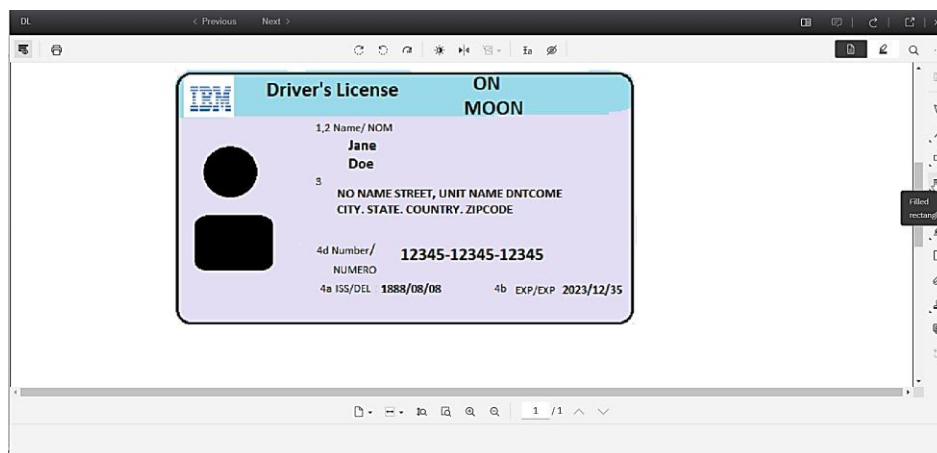 DL
< Previous Next >
IBM
Driver's License
ON
MOON
1,2 Name/ NOM
Jane
Doe
3
NO NAME STREET, UNIT NAME DNTCOME
CITY. STATE. COUNTRY. ZIPCODE
4d Number/
NUMERO
12345-12345-12345
4a ISS/DEL 1888/08/08 4b EXP/EXP 2023/12/35
Filled
rectang
1 /1